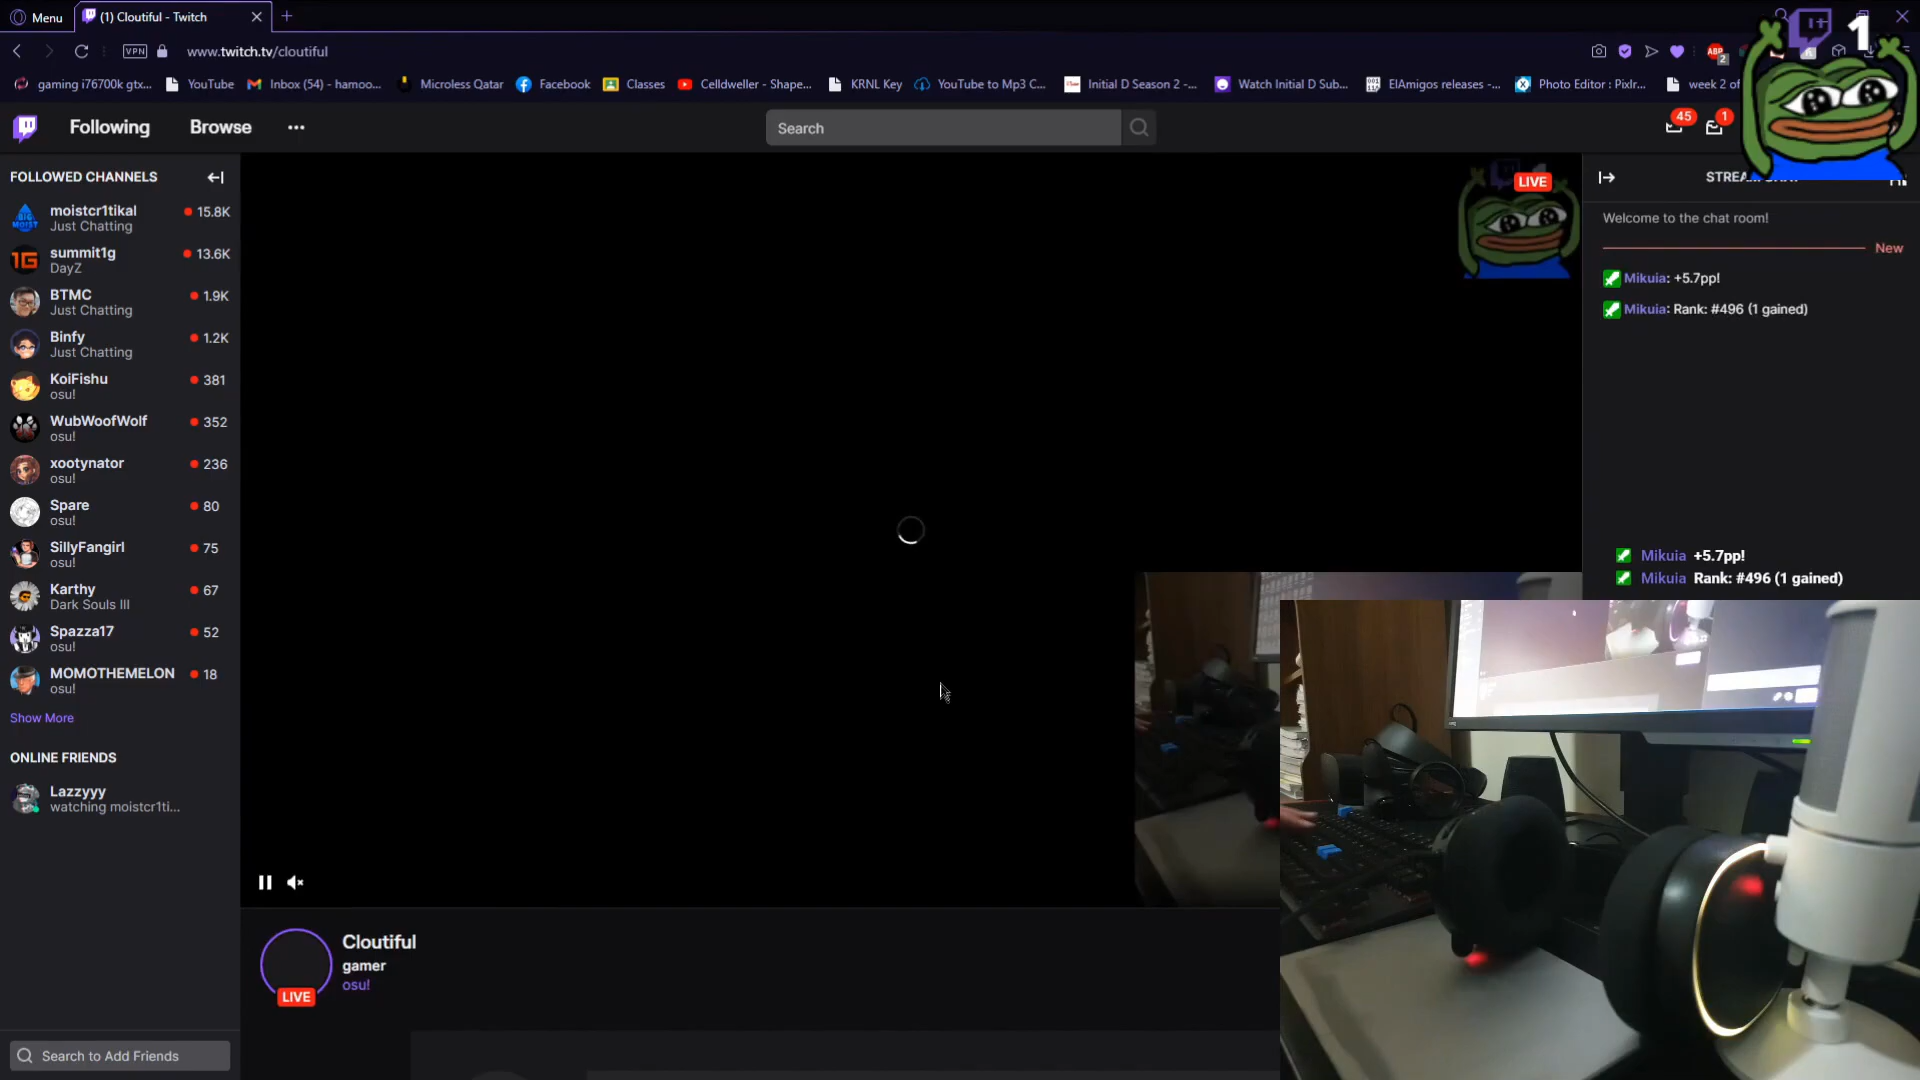 Menu
(1) Cloutiful - Twitch
1
VPN
www.twitch.tv/cloutiful
ABP
2
gaming i76700k gtx...
YouTube
Inbox (54) - hamoo...
Microless Qatar
Facebook
Classes
Celldweller - Shape...
KRNL Key
YouTube to Mp3 C...
Initial D Season 2 -...
Watch Initial D Sub...
ElAmigos releases -...
Photo Editor : Pixlr...
week 2 of
Following
Browse
Search
45
1
FOLLOWED CHANNELS
LIVE
Welcome to the chat room!
New
Mikuia: +5.7pp!
Mikuia: Rank: #496 (1 gained)
moistcr1tikal
15.8K
Just Chatting
summit1g
13.6K
DayZ
BTMC
1.9K
Just Chatting
Binfy
1.2K
Just Chatting
KoiFishu
381
osu!
WubWoofWolf
352
osu!
xootynator
236
osu!
Spare
80
osu!
SillyFangirl
75
osu!
Karthy
67
Dark Souls III
Spazza17
52
osu!
MOMOTHEMELON
18
osu!
Show More
ONLINE FRIENDS
Lazzyyy
watching moistcr1ti...
Search to Add Friends
Mikuia +5.7pp!
Mikuia Rank: #496 (1 gained)
Cloutiful
gamer
osu!
LIVE